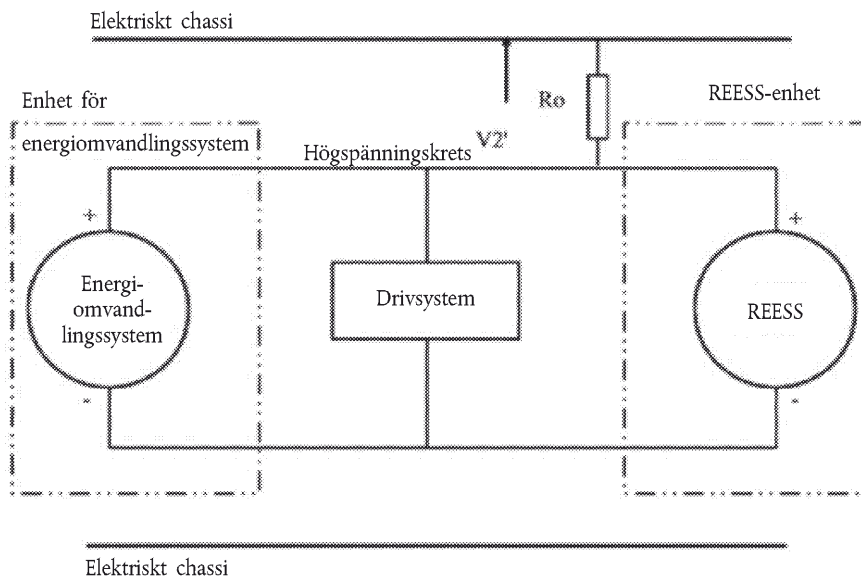 Elektriskt chassi
Enhet för
energiomvandlingssystem
Ro
REESS-enhet
V2'
Högspänningskrets
+
+
Energi-
omvand-
lingssystem
Drivsystem
REESS
-
-
Elektriskt chassi